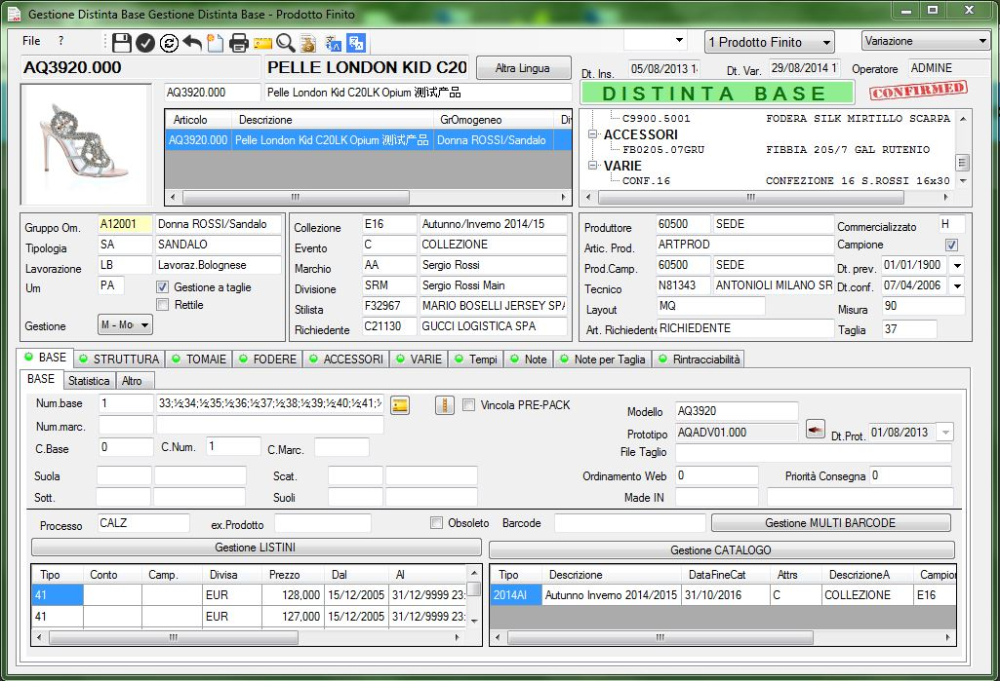 Gestione Distinta Base Gestione Distinta Base - Prodotto Finito
File ? 1 Prodotto Finito Variazione
AQ3920.000 PELLE LONDON KID C20 Altra Lingua Dt. Ins. 05/08/2013 Dt. Var. 29/08/2014 Operatore ADMINE
AQ3920.000 Pelle London Kid C20LK Opium 测试产品 DISTINTA BASE CONFIRMED
Articolo Descrizione GrOmogeneo Di
AQ3920.000 Pelle London Kid C20LK Opium 测试产品 Donna ROSSI/Sandalo
C9900.5001 FODERA SILK MIRTILLO SCARPA
ACCESSORI
FB0205.07GRU FIBBIA 205/7 GAL RUTENIO
VARIE
CONF.16 CONFEZIONE 16 S.ROSSI 16x30
Gruppo Om. A12001 Donna ROSSI/Sandalo
Tipologia SA SANDALO
Lavorazione LB Lavoraz.Bolognese
Um PA Gestione a taglie
Rettile
Gestione M - Mo
Collezione E16 Autunno/Inverno 2014/15
Evento C COLLEZIONE
Marchio AA Sergio Rossi
Divisione SRM Sergio Rossi Main
Stilista F32967 MARIO BOSELLI JERSEY SPA
Richiedente C21130 GUCCI LOGISTICA SPA
Produttore 60500 SEDE Commercializzato H
Artic. Prod. ARTPROD Campione
Prod.Camp. 60500 SEDE Dt. prev. 01/01/1900
Tecnico N81343 ANTONIOLI MILANO SR Dt.conf. 07/04/2006
Layout MQ Misura 90
Art. Richiedente RICHIEDENTE Taglia 37
BASE STRUTTURA TOMAIE FODERE ACCESSORI VARIE Tempi Note Note per Taglia Rintracciabilità
BASE Statistica Altro
Num.base 1 33;½34;½35;½36;½37;½38;½39;½40;½41;½ Vincola PRE-PACK Modello AQ3920
Num.marc. Prototipo AQADV01.000 Dt.Prot. 01/08/2013
C.Base 0 C.Num. 1 C.Marc. File Taglio
Suola Scat. Ordinamento Web 0 Priorità Consegna 0
Sott. Suoli Made IN
Processo CALZ ex.Prodotto Obsoleto Barcode Gestione MULTI BARCODE
Gestione LISTINI Gestione CATALOGO
Tipo Conto Camp. Divisa Prezzo Dal Al
41 EUR 128,000 15/12/2005 31/12/9999 23:
41 EUR 127,000 15/12/2005 31/12/9999 23:
Tipo Descrizione DataFineCat Attrs DescrizioneA Campion
2014AI Autunno Inverno 2014/2015 31/10/2016 C COLLEZIONE E16